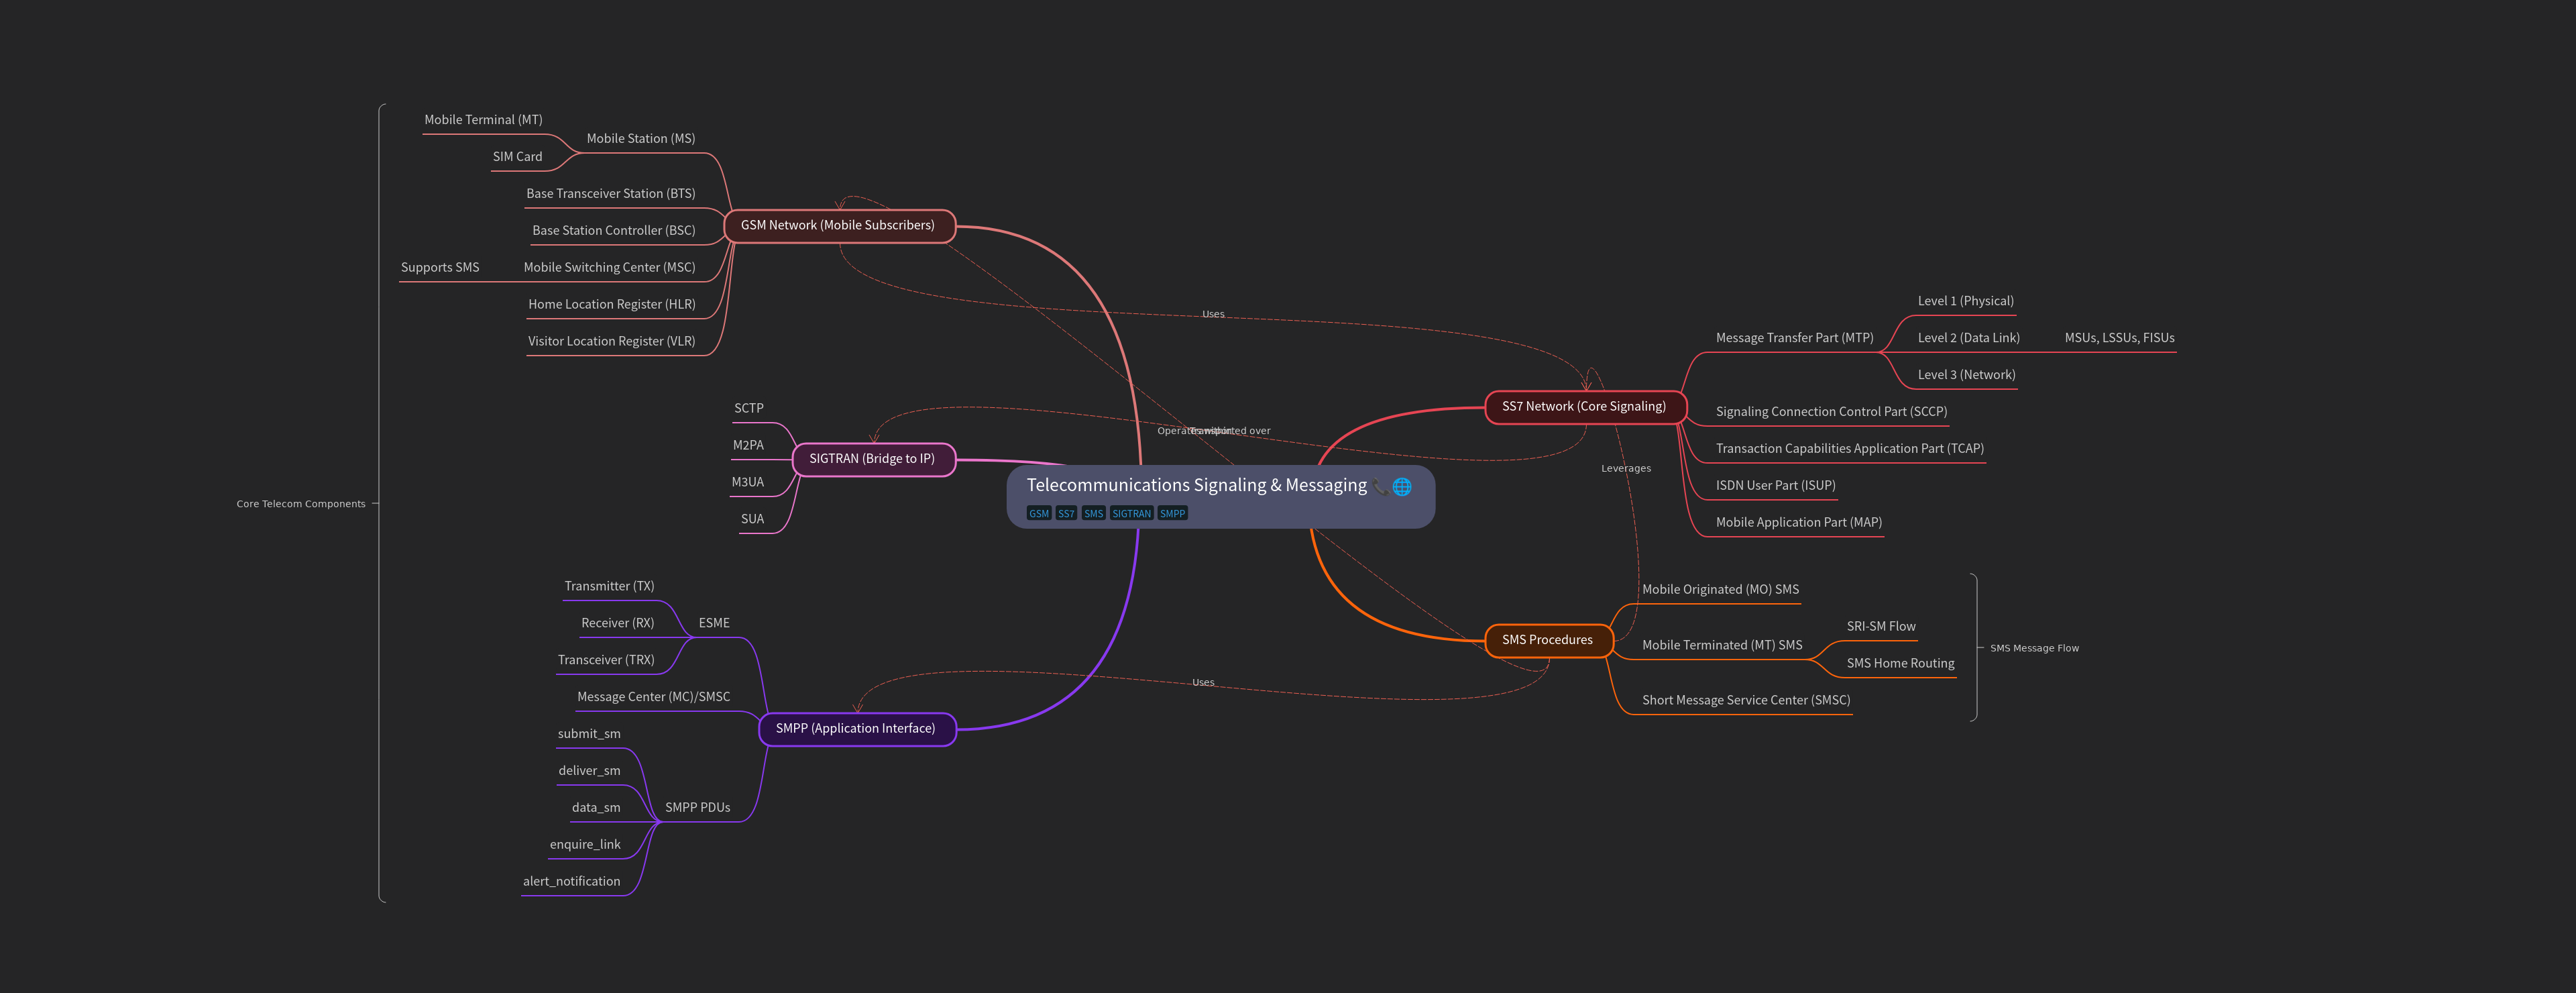 Telecommunications Signaling & Messaging 📞🌐
GSM SS7 SMS SIGTRAN SMPP
Core Telecom Components
GSM Network (Mobile Subscribers)
Mobile Station (MS)
Mobile Terminal (MT)
SIM Card
Base Transceiver Station (BTS)
Base Station Controller (BSC)
Mobile Switching Center (MSC)
Supports SMS
Home Location Register (HLR)
Visitor Location Register (VLR)
SIGTRAN (Bridge to IP)
SCTP
M2PA
M3UA
SUA
SMPP (Application Interface)
ESME
Transmitter (TX)
Receiver (RX)
Transceiver (TRX)
Message Center (MC)/SMSC
SMPP PDUs
submit_sm
deliver_sm
data_sm
enquire_link
alert_notification
SS7 Network (Core Signaling)
Message Transfer Part (MTP)
Level 1 (Physical)
Level 2 (Data Link)
MSUs, LSSUs, FISUs
Level 3 (Network)
Signaling Connection Control Part (SCCP)
Transaction Capabilities Application Part (TCAP)
ISDN User Part (ISUP)
Mobile Application Part (MAP)
SMS Procedures
Mobile Originated (MO) SMS
Mobile Terminated (MT) SMS
SRI-SM Flow
SMS Home Routing
Short Message Service Center (SMSC)
SMS Message Flow
Uses
Operates within
Transported over
Leverages
Uses